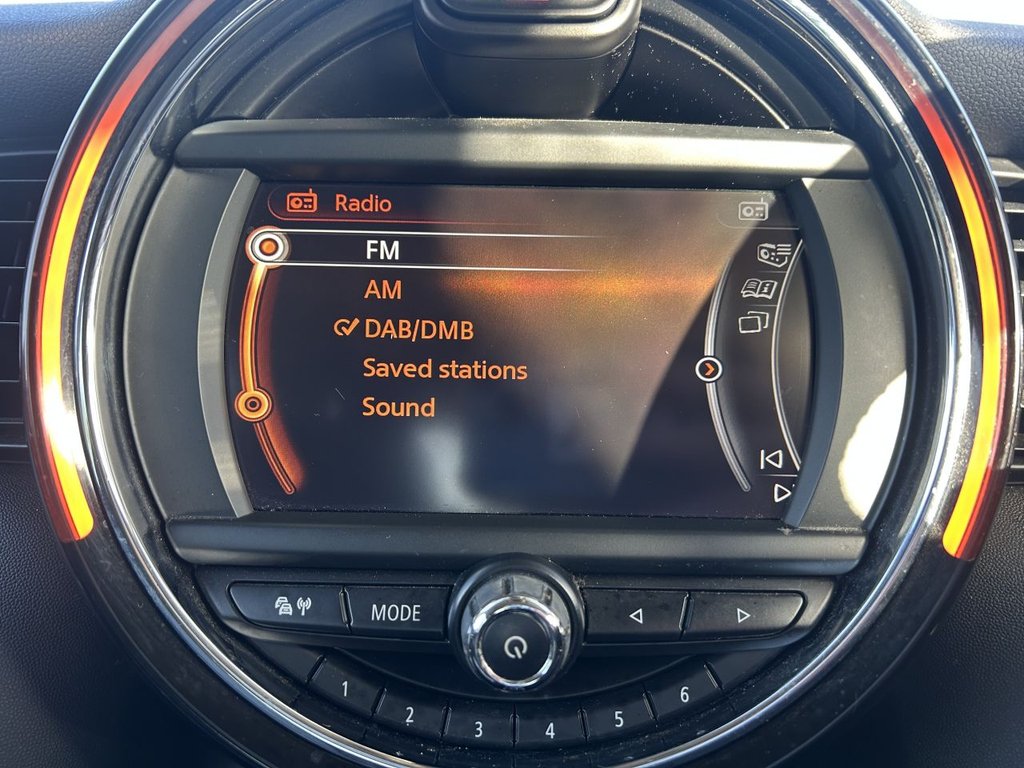 Radio
FM
AM
DAB/DMB
Saved stations
Sound
MODE
1
2
3
4
5
6